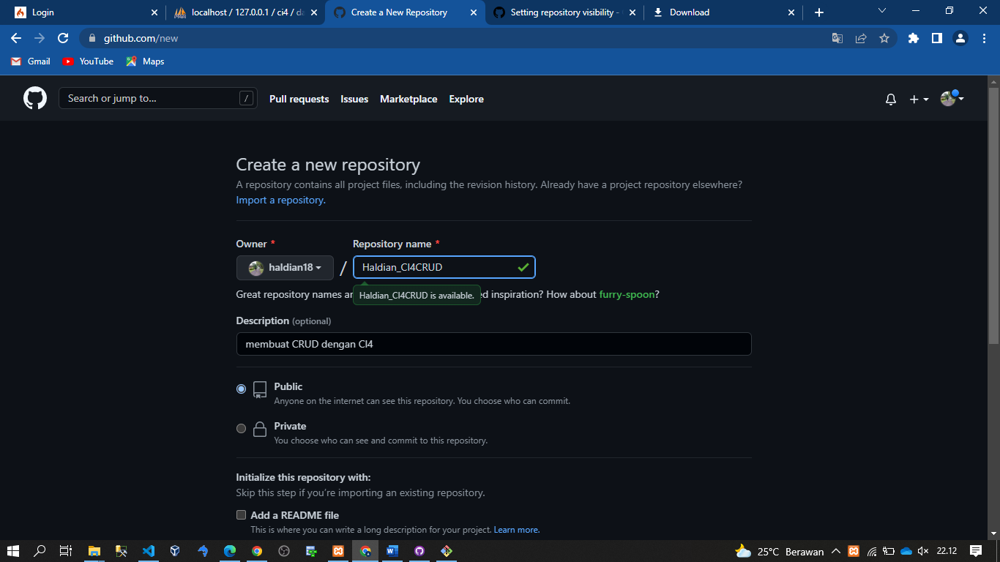 Login
localhost / 127.0.0.1 / ci4 / da
Create a New Repository
Setting repository visibility -
Download
github.com/new
Gmail
YouTube
Maps
Search or jump to...
/
Pull requests
Issues
Marketplace
Explore
Create a new repository
A repository contains all project files, including the revision history. Already have a project repository elsewhere?
Import a repository.
Owner *
Repository name *
haldian18
/
Haldian_CI4CRUD
Great repository names
Haldian_CI4CRUD is available.
inspiration? How about furry-spoon?
Description (optional)
membuat CRUD dengan CI4
Public
Anyone on the internet can see this repository. You choose who can commit.
Private
You choose who can see and commit to this repository.
Initialize this repository with:
Skip this step if you're importing an existing repository.
Add a README file
This is where you can write a long description for your project. Learn more.
25°C Berawan
22.12